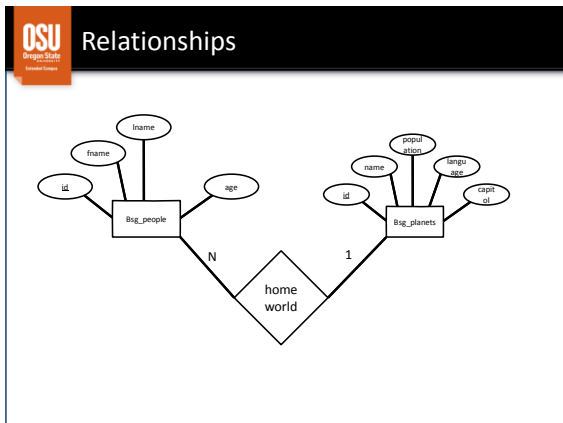 OSU
Oregon State
UNIVERSITY
Extended Campus
Relationships
lname
fname
id
age
Bsg_people
popul
ation
name
langu
age
id
capit
ol
Bsg_planets
N
1
home
world